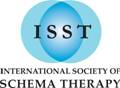 ISST
INTERNATIONAL SOCIETY OF
SCHEMA THERAPY